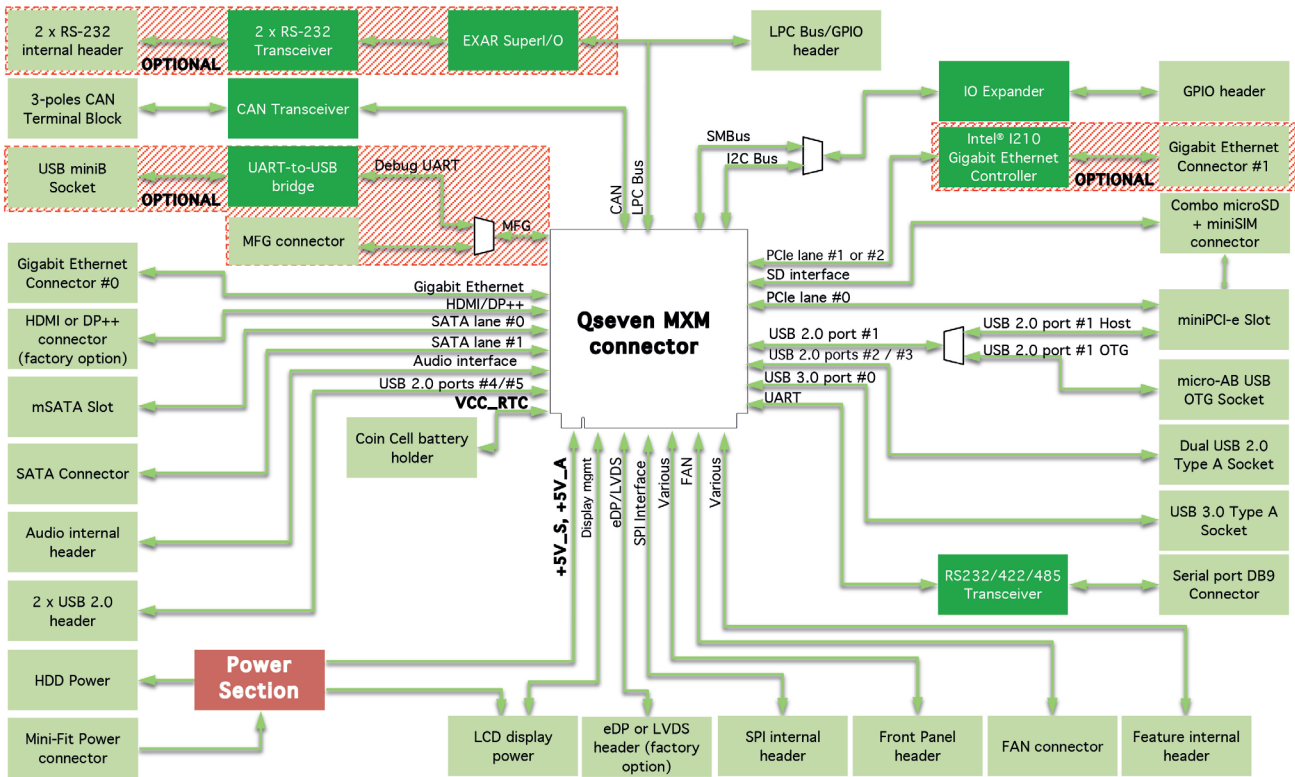 2 x RS-232
internal header
OPTIONAL
2 x RS-232
Transceiver
EXAR SuperI/O
LPC Bus/GPIO
header
3-poles CAN
Terminal Block
CAN Transceiver
IO Expander
GPIO header
SMBus
I2C Bus
Intel® I210
Gigabit Ethernet
Controller
OPTIONAL
Gigabit Ethernet
Connector #1
USB miniB
Socket
OPTIONAL
UART-to-USB
bridge
Debug UART
CAN
LPC Bus
MFG connector
MFG
Combo microSD
+ miniSIM
connector
Gigabit Ethernet
Connector #0
HDMI or DP++
connector
(factory option)
mSATA Slot
SATA Connector
Audio internal
header
2 x USB 2.0
header
Gigabit Ethernet
HDMI/DP++
SATA lane #0
SATA lane #1
Audio interface
USB 2.0 ports #4/#5
VCC_RTC
Coin Cell battery
holder
Qseven MXM
connector
PCIe lane #1 or #2
SD interface
PCIe lane #0
USB 2.0 port #1
USB 2.0 ports #2 / #3
USB 3.0 port #0
UART
USB 2.0 port #1 Host
USB 2.0 port #1 OTG
miniPCI-e Slot
micro-AB USB
OTG Socket
Dual USB 2.0
Type A Socket
USB 3.0 Type A
Socket
RS232/422/485
Transceiver
Serial port DB9
Connector
+5V_S, +5V_A
Display mgmt
eDP/LVDS
SPI Interface
Various
FAN
Various
HDD Power
Power
Section
Mini-Fit Power
connector
LCD display
power
eDP or LVDS
header (factory
option)
SPI internal
header
Front Panel
header
FAN connector
Feature internal
header